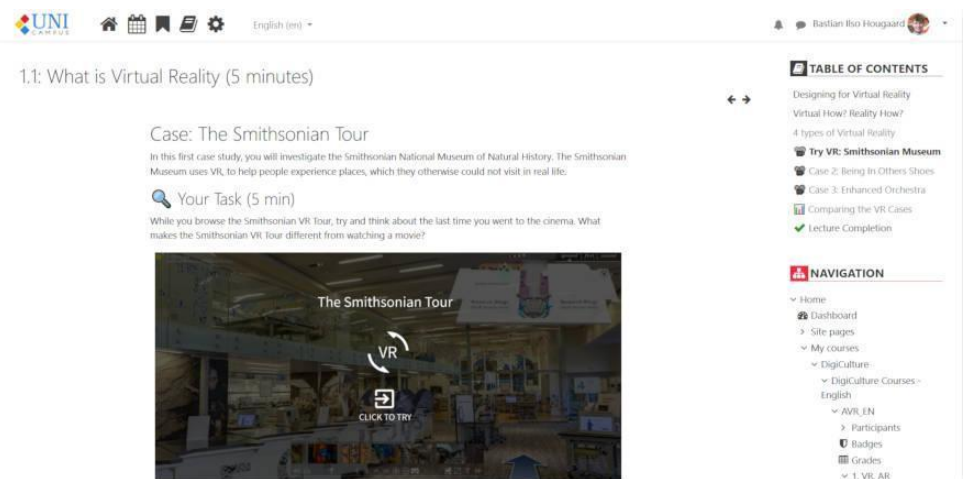 UNI
CAMPUS
English (en)
Bastian Ilso Hougaard
1.1: What is Virtual Reality (5 minutes)
Case: The Smithsonian Tour
In this first case study, you will investigate the Smithsonian National Museum of Natural History. The Smithsonian
Museum uses VR, to help people experience places, which they otherwise could not visit in real life.
Your Task (5 min)
While you browse the Smithsonian VR Tour, try and think about the last time you went to the cinema. What
makes the Smithsonian VR Tour different from watching a movie?
The Smithsonian Tour
VR
CLICK TO TRY
TABLE OF CONTENTS
Designing for Virtual Reality
Virtual How? Reality How?
4 types of Virtual Reality
Try VR: Smithsonian Museum
Case 2: Being In Others Shoes
Case 3: Enhanced Orchestra
Comparing the VR Cases
Lecture Completion
NAVIGATION
Home
Dashboard
Site pages
My courses
DigiCulture
DigiCulture Courses -
English
AVR_EN
Participants
Badges
Grades
1. VR, AR